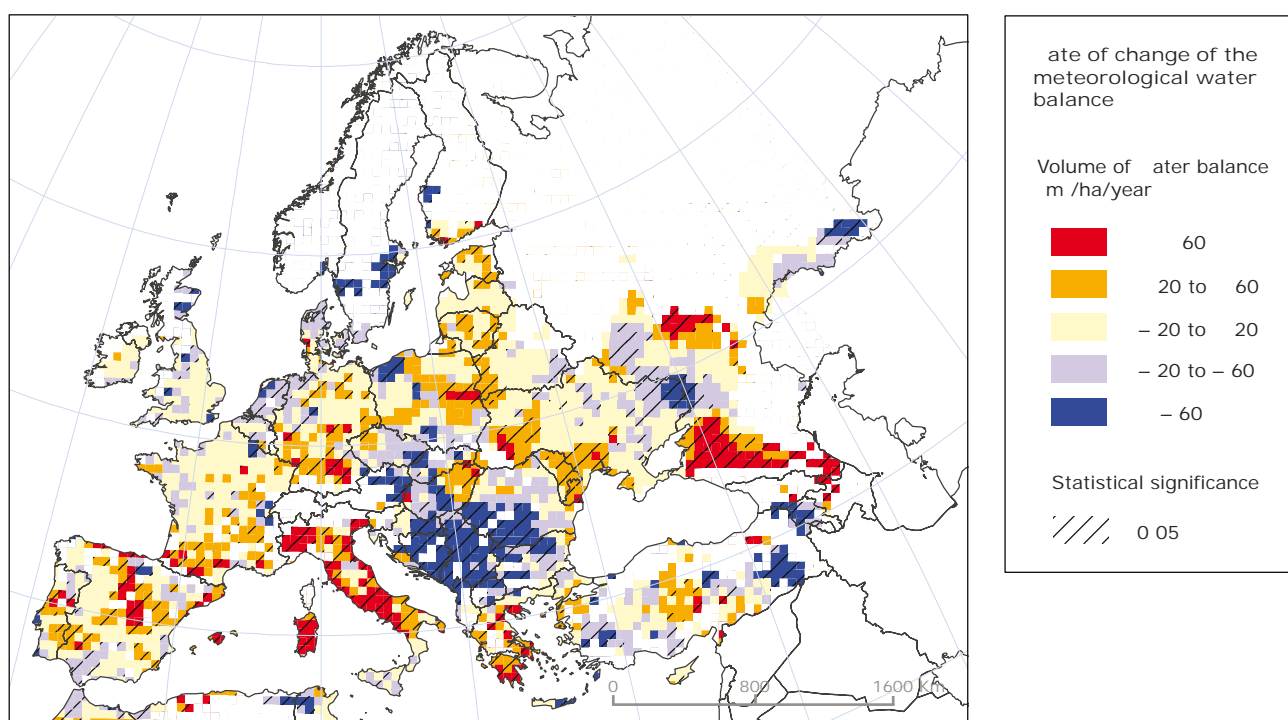 ate of change of the
meteorological water
balance
Volume of ater balance
m /ha/year
60
20 to 60
– 20 to 20
– 20 to – 60
– 60
Statistical significance
0 05
0 800 1600 Km